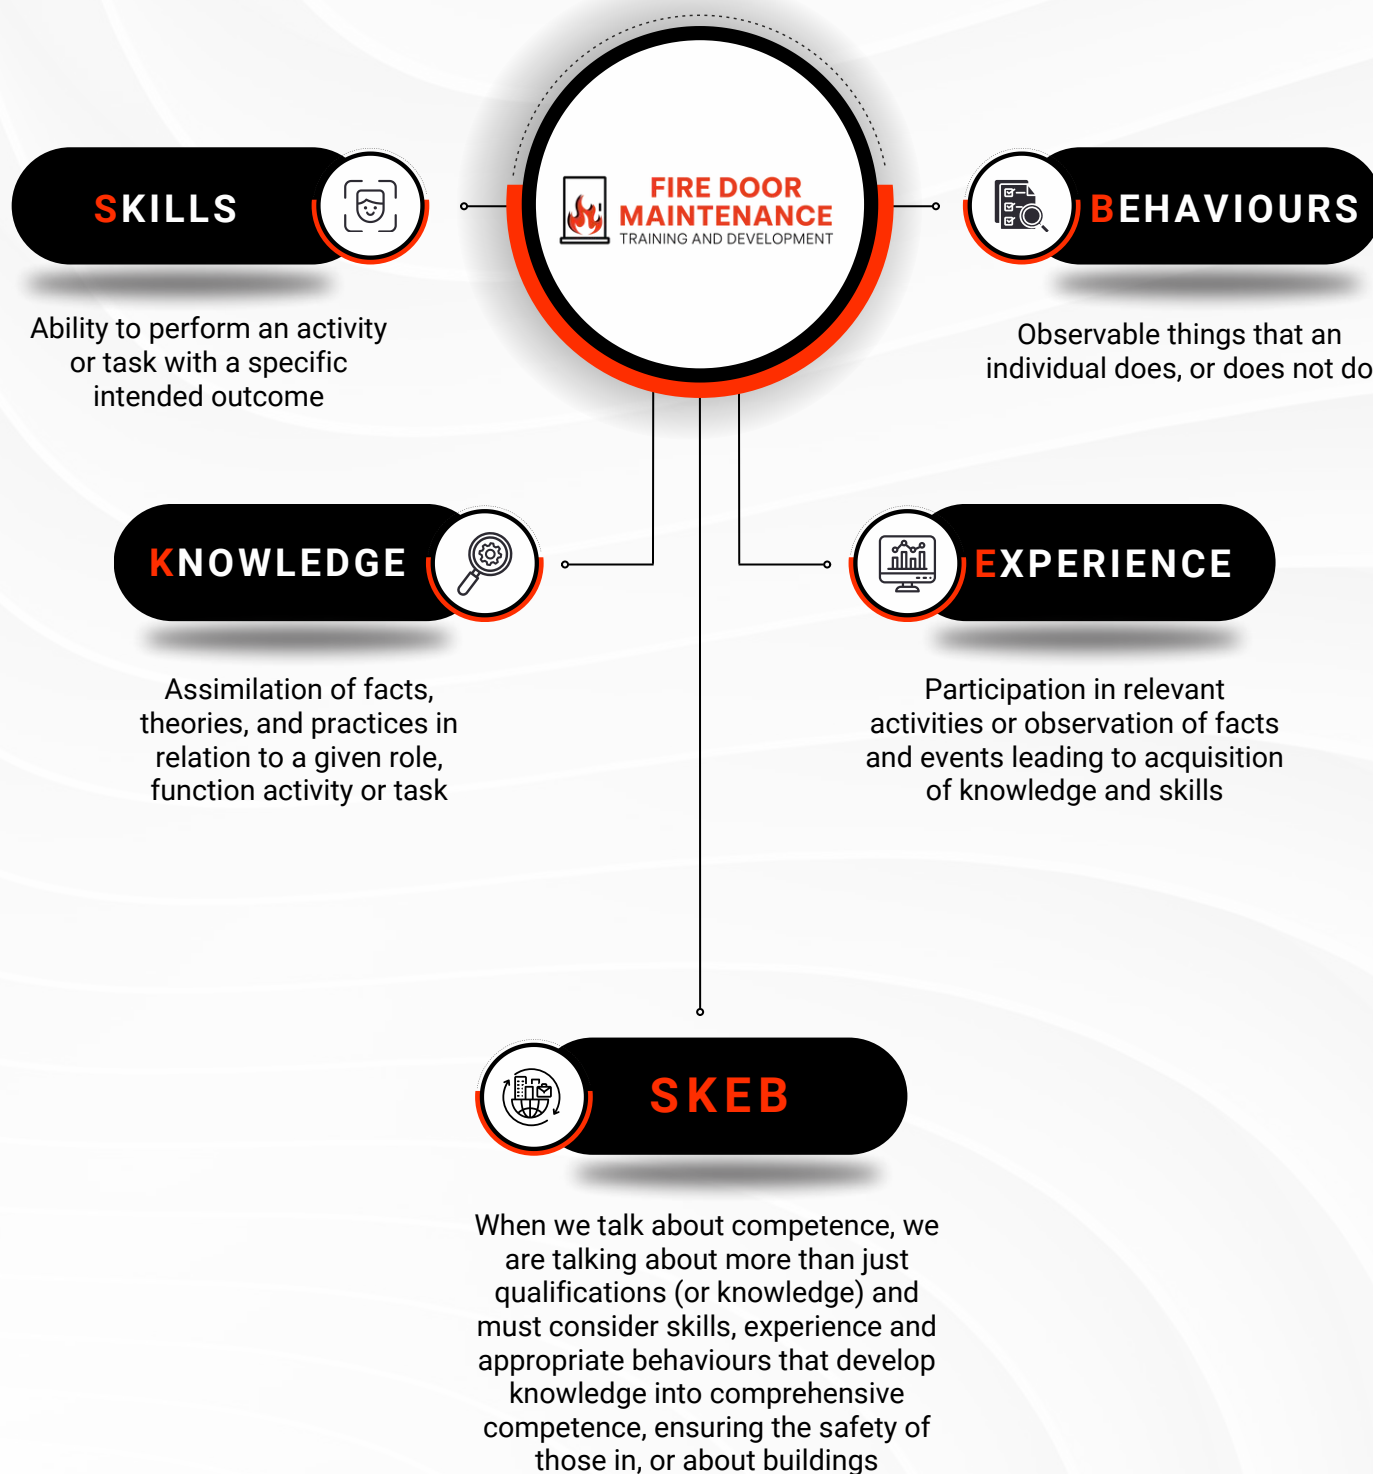 FIRE DOOR
MAINTENANCE
TRAINING AND DEVELOPMENT
SKILLS
Ability to perform an activity
or task with a specific
intended outcome
BEHAVIOURS
Observable things that an
individual does, or does not do
KNOWLEDGE
Assimilation of facts,
theories, and practices in
relation to a given role,
function activity or task
EXPERIENCE
Participation in relevant
activities or observation of facts
and events leading to acquisition
of knowledge and skills
SKEB
When we talk about competence, we
are talking about more than just
qualifications (or knowledge) and
must consider skills, experience and
appropriate behaviours that develop
knowledge into comprehensive
competence, ensuring the safety of
those in, or about buildings